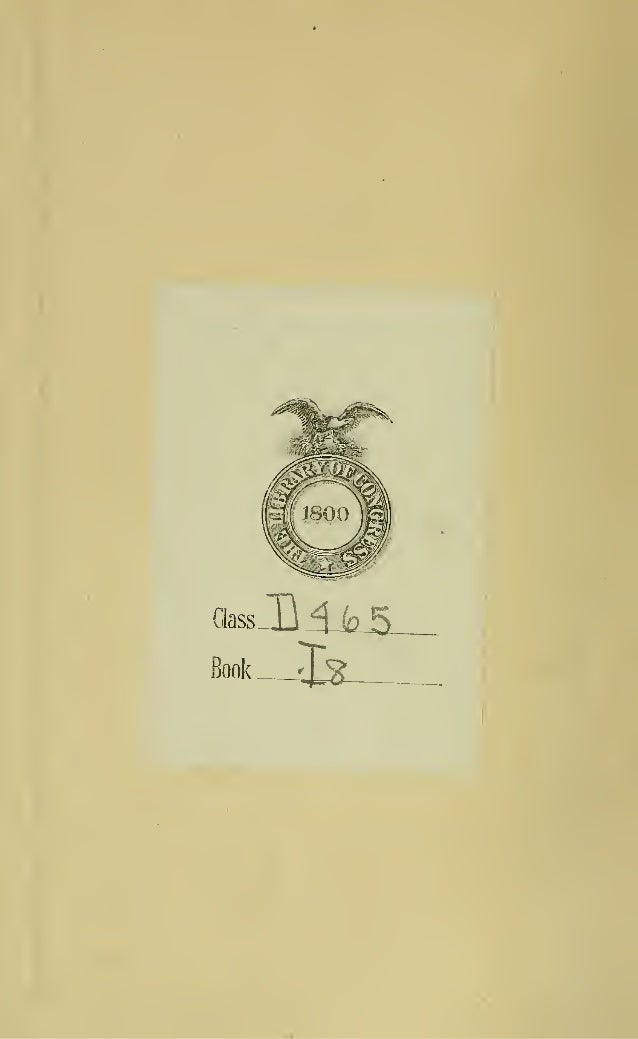 THE LIBRARY OF CONGRESS
1800
Class D465
Book .I8